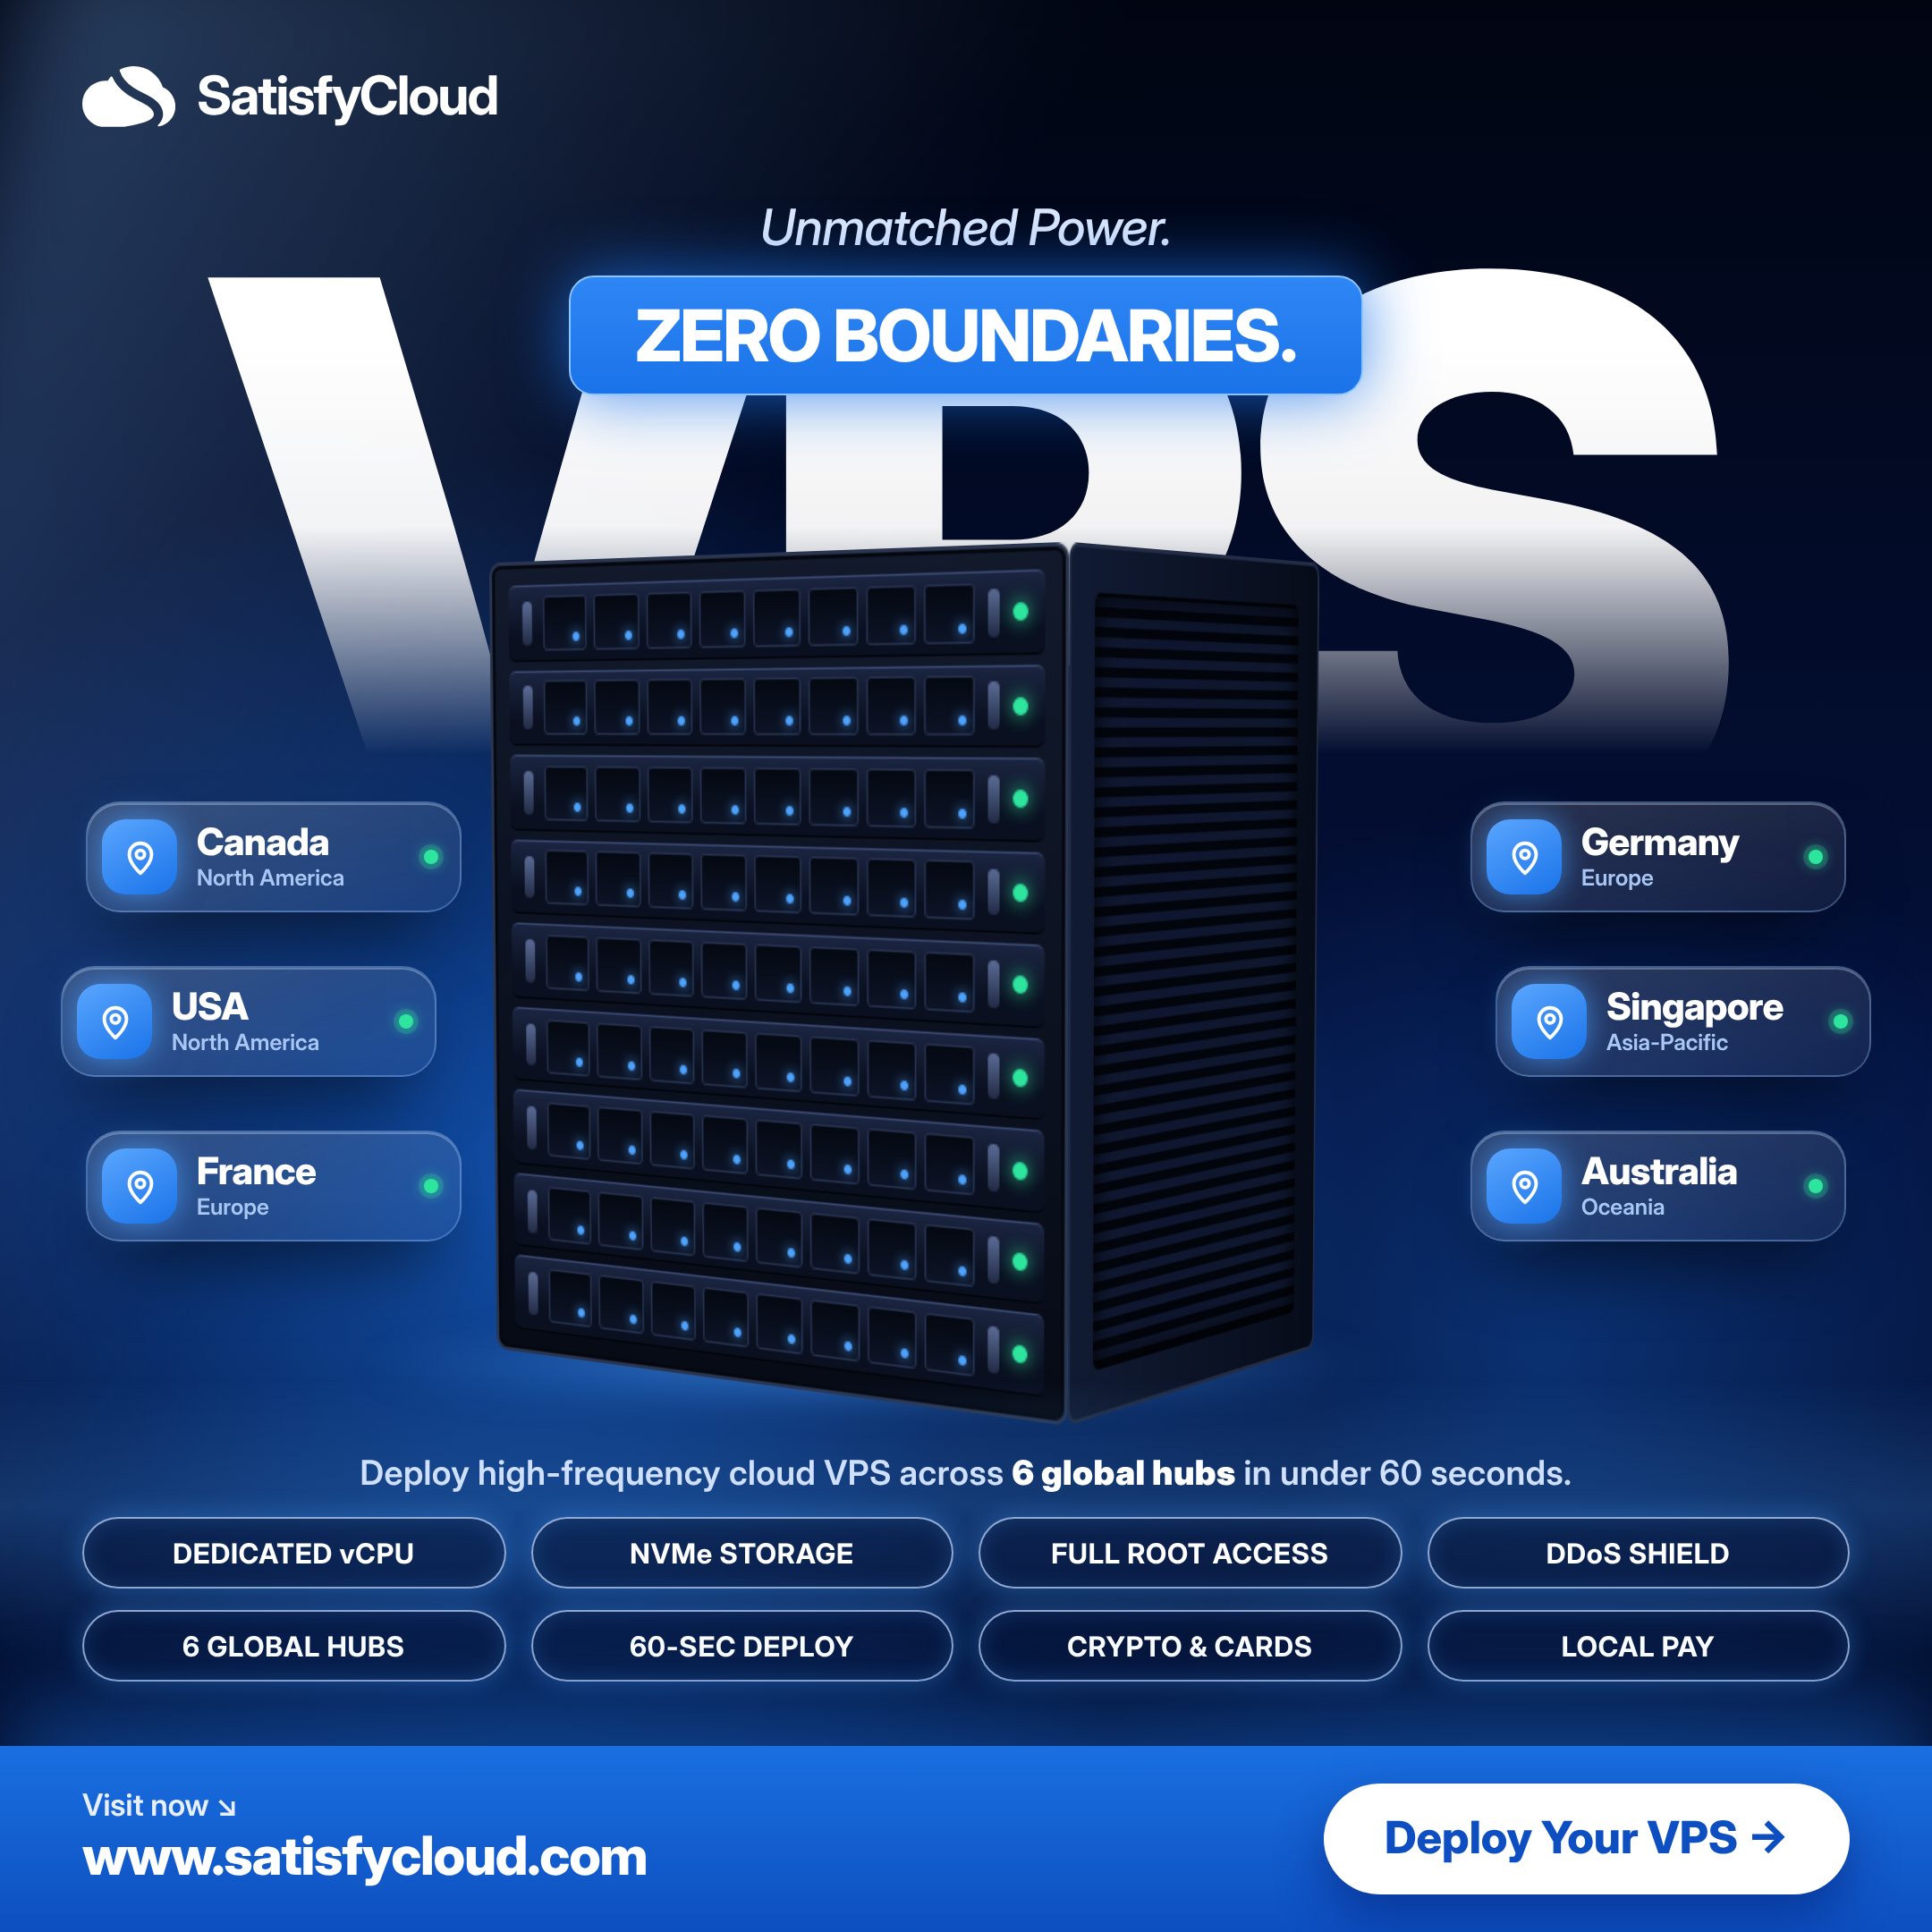 SatisfyCloud
Unmatched Power.
ZERO BOUNDARIES.
VPS
Canada
North America
USA
North America
France
Europe
Germany
Europe
Singapore
Asia-Pacific
Australia
Oceania
Deploy high-frequency cloud VPS across 6 global hubs in under 60 seconds.
DEDICATED vCPU
NVMe STORAGE
FULL ROOT ACCESS
DDoS SHIELD
6 GLOBAL HUBS
60-SEC DEPLOY
CRYPTO & CARDS
LOCAL PAY
Visit now ↘
www.satisfycloud.com
Deploy Your VPS →